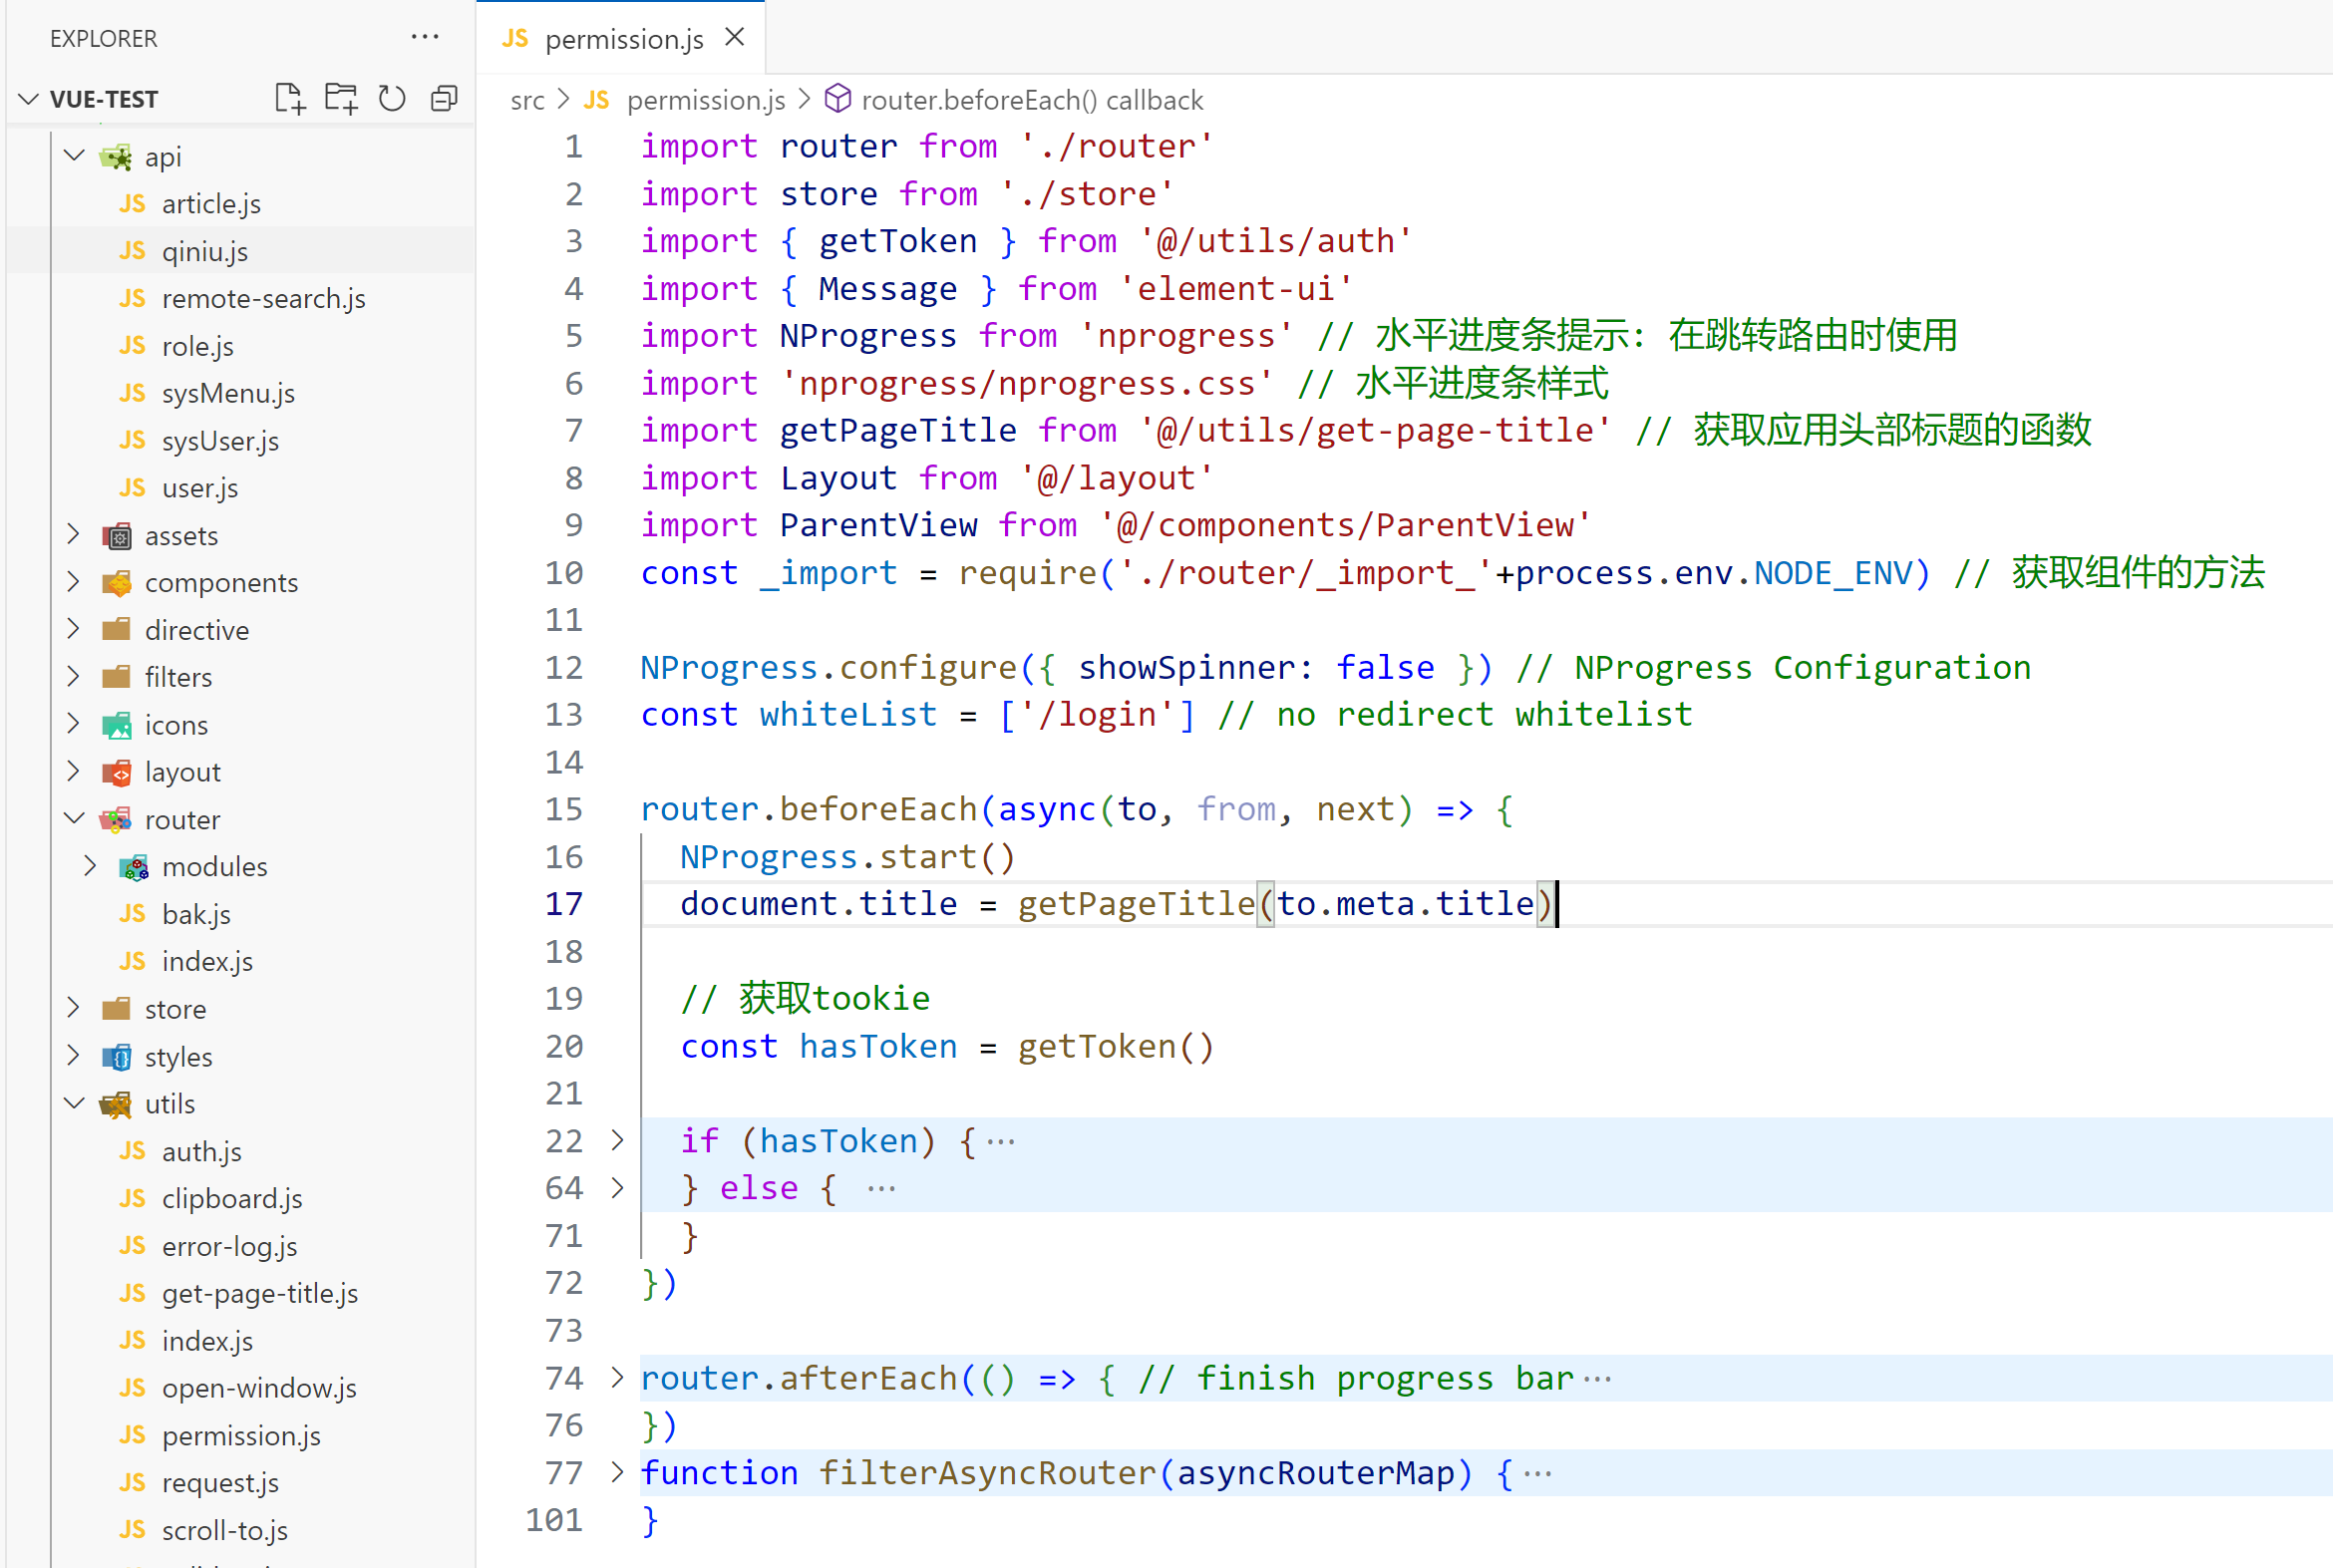 EXPLORER
VUE-TEST
api
JS article.js
JS qiniu.js
JS remote-search.js
JS role.js
JS sysMenu.js
JS sysUser.js
JS user.js
assets
components
directive
filters
icons
layout
router
modules
JS bak.js
JS index.js
store
styles
utils
JS auth.js
JS clipboard.js
JS error-log.js
JS get-page-title.js
JS index.js
JS open-window.js
JS permission.js
JS request.js
JS scroll-to.js
JS permission.js
src > JS permission.js > router.beforeEach() callback
1 import router from './router'
2 import store from './store'
3 import { getToken } from '@/utils/auth'
4 import { Message } from 'element-ui'
5 import NProgress from 'nprogress' // 水平进度条提示: 在跳转路由时使用
6 import 'nprogress/nprogress.css' // 水平进度条样式
7 import getPageTitle from '@/utils/get-page-title' // 获取应用头部标题的函数
8 import Layout from '@/layout'
9 import ParentView from '@/components/ParentView'
10 const _import = require('./router/_import_'+process.env.NODE_ENV) // 获取组件的方法
11
12 NProgress.configure({ showSpinner: false }) // NProgress Configuration
13 const whiteList = ['/login'] // no redirect whitelist
14
15 router.beforeEach(async(to, from, next) => {
16 NProgress.start()
17 document.title = getPageTitle(to.meta.title)
18
19 // 获取tookie
20 const hasToken = getToken()
21
22 if (hasToken) {…
64 } else { …
71 }
72 })
73
74 router.afterEach(() => { // finish progress bar…
76 })
77 function filterAsyncRouter(asyncRouterMap) {…
101 }